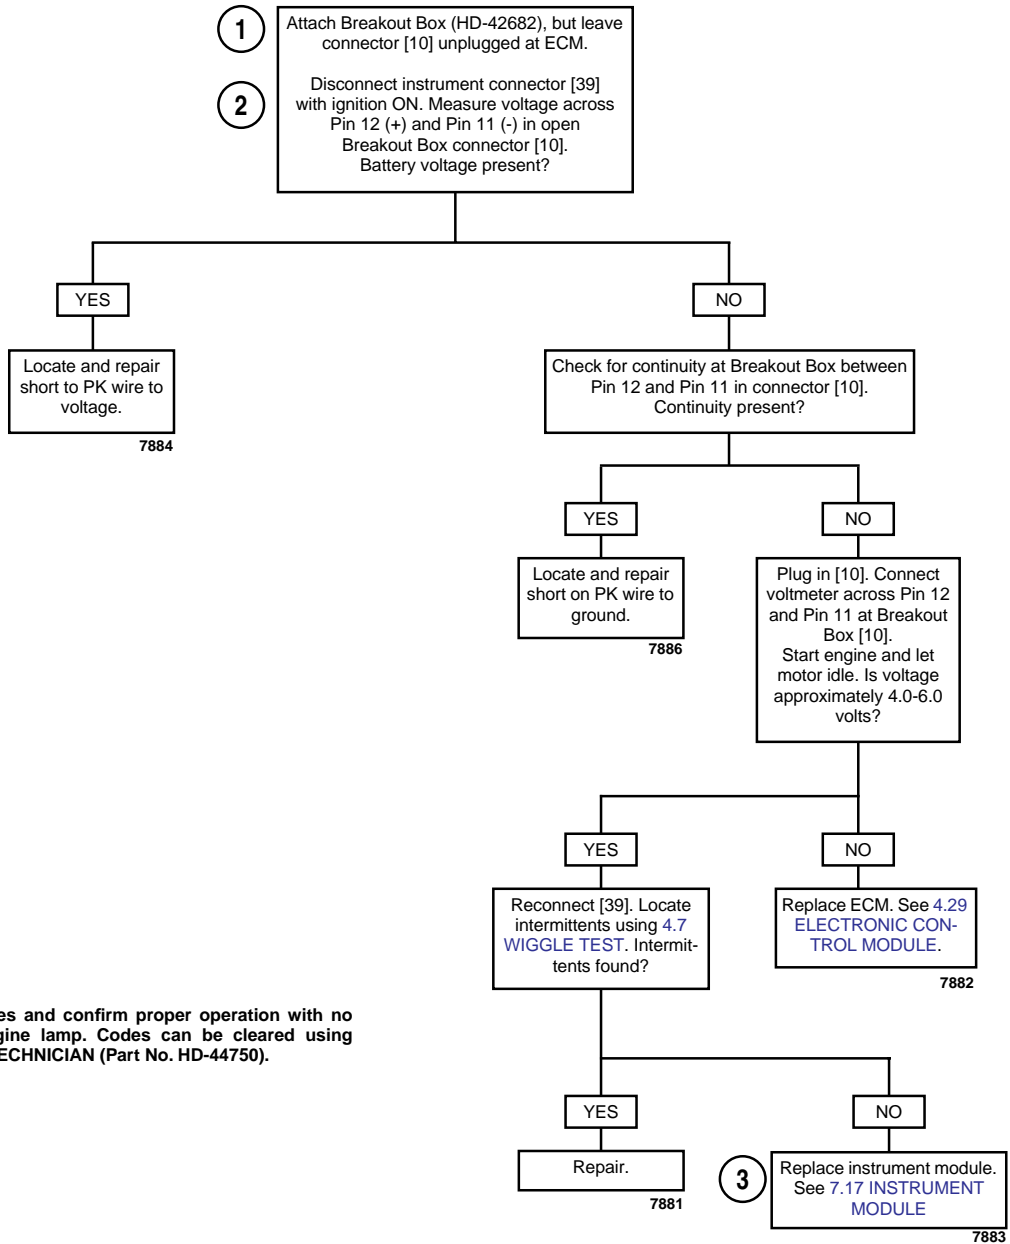 1
Attach Breakout Box (HD-42682), but leave
connector [10] unplugged at ECM.
2
Disconnect instrument connector [39]
with ignition ON. Measure voltage across
Pin 12 (+) and Pin 11 (-) in open
Breakout Box connector [10].
Battery voltage present?
YES
NO
Locate and repair
short to PK wire to
voltage.
7884
Check for continuity at Breakout Box between
Pin 12 and Pin 11 in connector [10].
Continuity present?
YES
NO
Locate and repair
short on PK wire to
ground.
7886
Plug in [10]. Connect
voltmeter across Pin 12
and Pin 11 at Breakout
Box [10].
Start engine and let
motor idle. Is voltage
approximately 4.0-6.0
volts?
YES
NO
Reconnect [39]. Locate
intermittents using 4.7
WIGGLE TEST. Intermit-
tents found?
Replace ECM. See 4.29
ELECTRONIC CON-
TROL MODULE.
7882
es and confirm proper operation with no
gine lamp. Codes can be cleared using
ECHNICIAN (Part No. HD-44750).
YES
NO
Repair.
7881
3
Replace instrument module.
See 7.17 INSTRUMENT
MODULE
7883